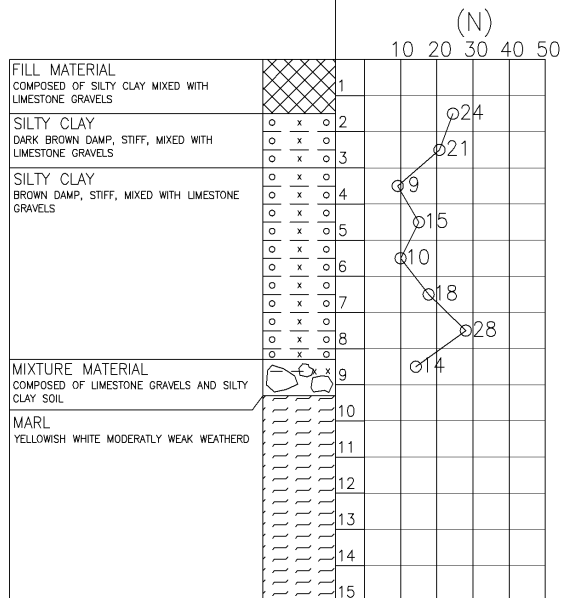 (N)
10 20 30 40 50
FILL MATERIAL
COMPOSED OF SILTY CLAY MIXED WITH
LIMESTONE GRAVELS
1
SILTY CLAY
DARK BROWN DAMP, STIFF, MIXED WITH
LIMESTONE GRAVELS
2
24
3
21
SILTY CLAY
BROWN DAMP, STIFF, MIXED WITH LIMESTONE
GRAVELS
4
9
5
15
6
10
7
18
8
28
MIXTURE MATERIAL
COMPOSED OF LIMESTONE GRAVELS AND SILTY
CLAY SOIL
9
14
MARL
YELLOWISH WHITE MODERATLY WEAK WEATHERD
10
11
12
13
14
15